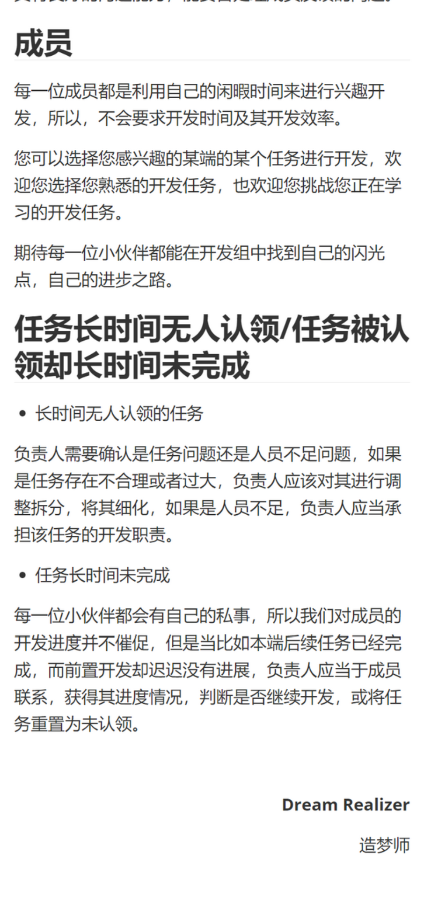 成员
每一位成员都是利用自己的闲暇时间来进行兴趣开
发，所以，不会要求开发时间及其开发效率。
您可以选择您感兴趣的某端的某个任务进行开发，欢
迎您选择您熟悉的开发任务，也欢迎您挑战您正在学
习的开发任务。
期待每一位小伙伴都能在开发组中找到自己的闪光
点，自己的进步之路。
任务长时间无人认领/任务被认
领却长时间未完成
• 长时间无人认领的任务
负责人需要确认是任务问题还是人员不足问题，如果
是任务存在不合理或者过大，负责人应该对其进行调
整拆分，将其细化，如果是人员不足，负责人应当承
担该任务的开发职责。
• 任务长时间未完成
每一位小伙伴都会有自己的私事，所以我们对成员的
开发进度并不催促，但是当比如本端后续任务已经完
成，而前置开发却迟迟没有进展，负责人应当于成员
联系，获得其进度情况，判断是否继续开发，或将任
务重置为未认领。
Dream Realizer
造梦师